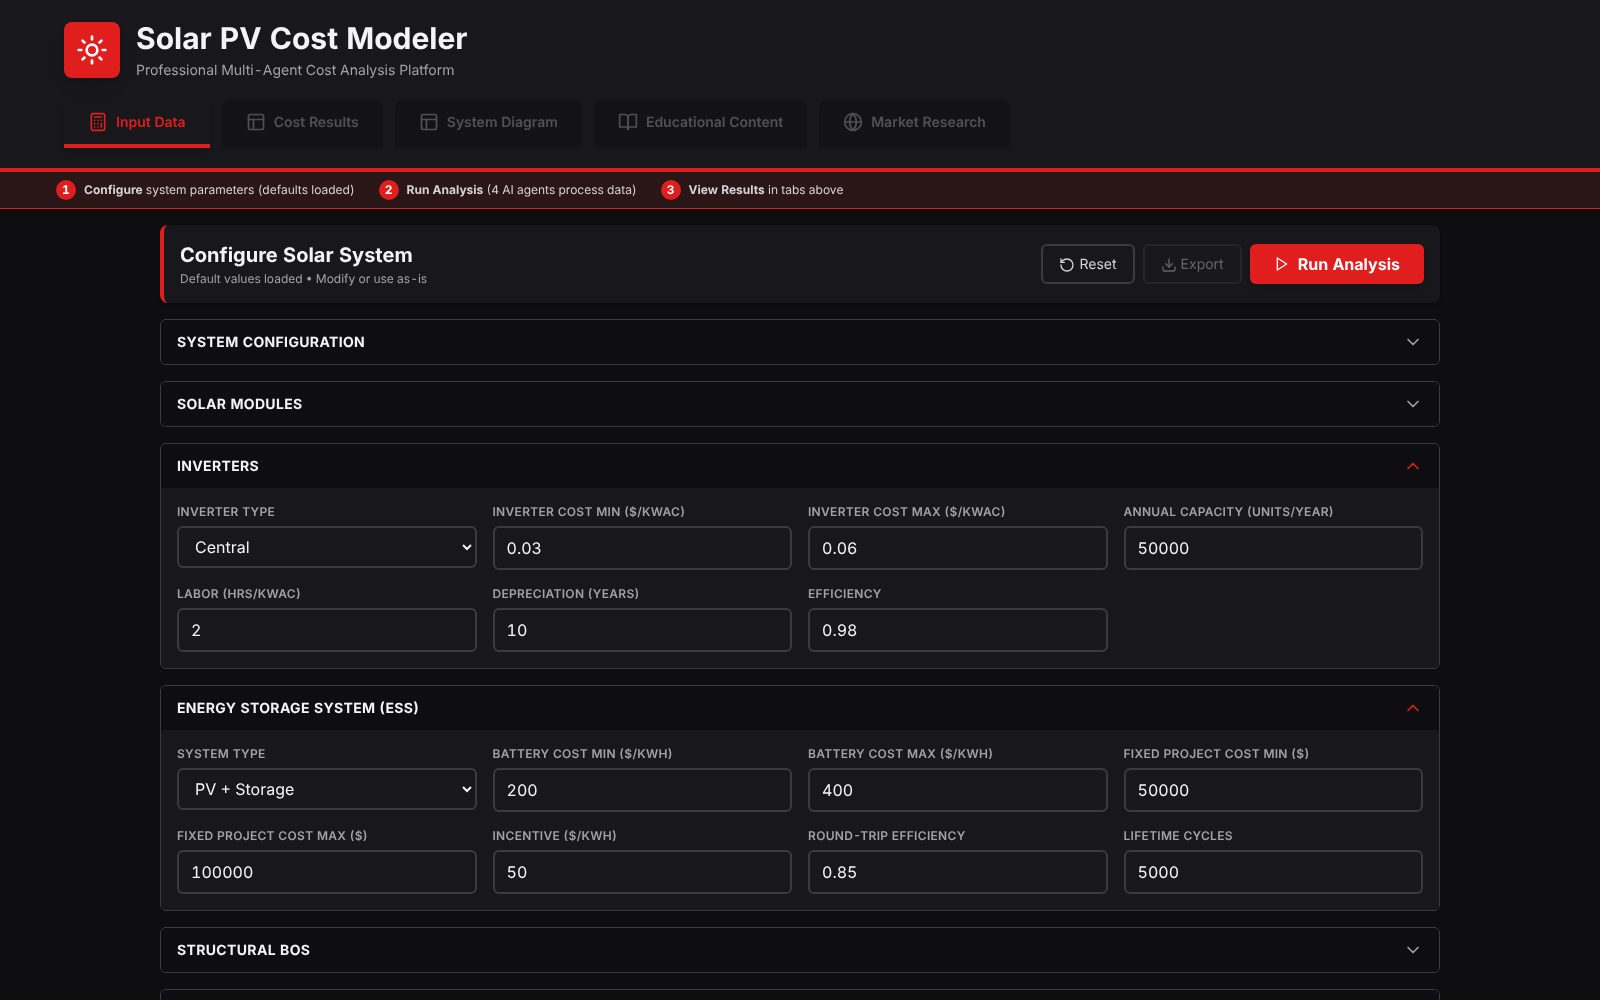 Solar PV Cost Modeler
Professional Multi-Agent Cost Analysis Platform
Input Data
Cost Results
System Diagram
Educational Content
Market Research
1 Configure system parameters (defaults loaded)
2 Run Analysis (4 AI agents process data)
3 View Results in tabs above
Configure Solar System
Default values loaded • Modify or use as-is
Reset
Export
Run Analysis
SYSTEM CONFIGURATION
SOLAR MODULES
INVERTERS
INVERTER TYPE
Central
INVERTER COST MIN ($/KWAC)
0.03
INVERTER COST MAX ($/KWAC)
0.06
ANNUAL CAPACITY (UNITS/YEAR)
50000
LABOR (HRS/KWAC)
2
DEPRECIATION (YEARS)
10
EFFICIENCY
0.98
ENERGY STORAGE SYSTEM (ESS)
SYSTEM TYPE
PV + Storage
BATTERY COST MIN ($/KWH)
200
BATTERY COST MAX ($/KWH)
400
FIXED PROJECT COST MIN ($)
50000
FIXED PROJECT COST MAX ($)
100000
INCENTIVE ($/KWH)
50
ROUND-TRIP EFFICIENCY
0.85
LIFETIME CYCLES
5000
STRUCTURAL BOS